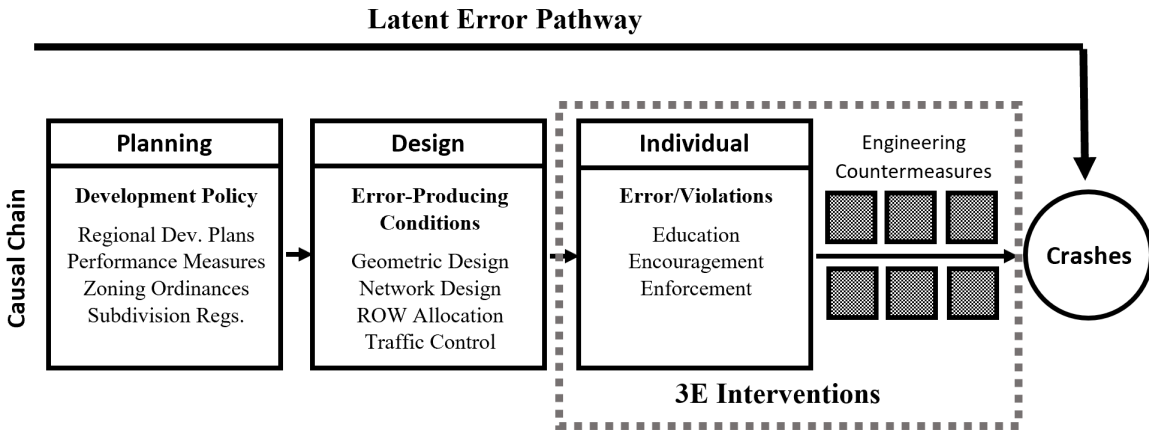 Latent Error Pathway
Causal Chain
Planning
Development Policy
Regional Dev. Plans
Performance Measures
Zoning Ordinances
Subdivision Regs.
Design
Error-Producing
Conditions
Geometric Design
Network Design
ROW Allocation
Traffic Control
Individual
Error/Violations
Education
Encouragement
Enforcement
Engineering
Countermeasures
3E Interventions
Crashes